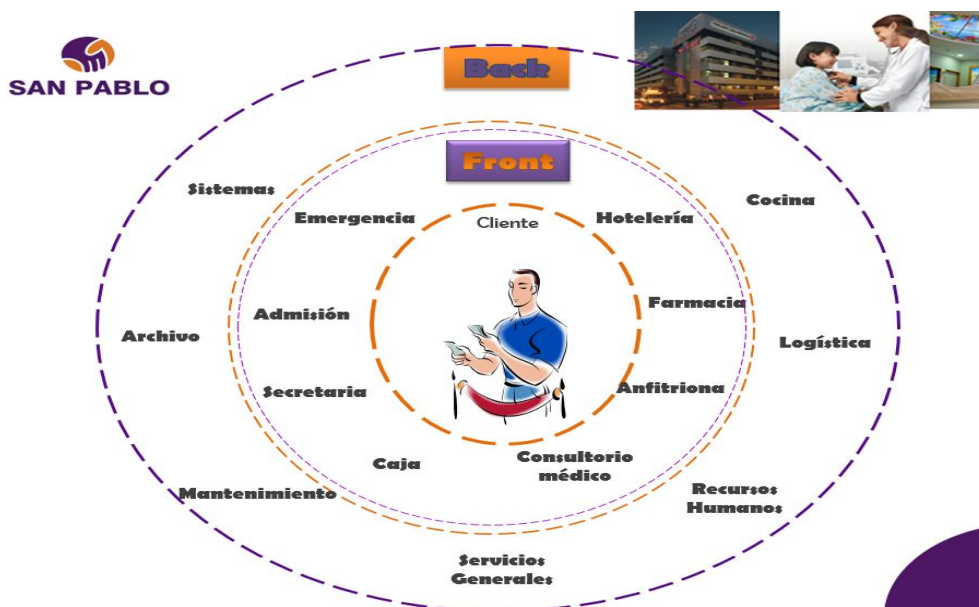 SAN PABLO
Back
Front
Sistemas
Cocina
Emergencia
Cliente
Hotelería
Admisión
Farmacia
Archivo
Logística
Secretaria
Anfitriona
Caja
Consultorio
médico
Mantenimiento
Recursos
Humanos
Servicios
Generales